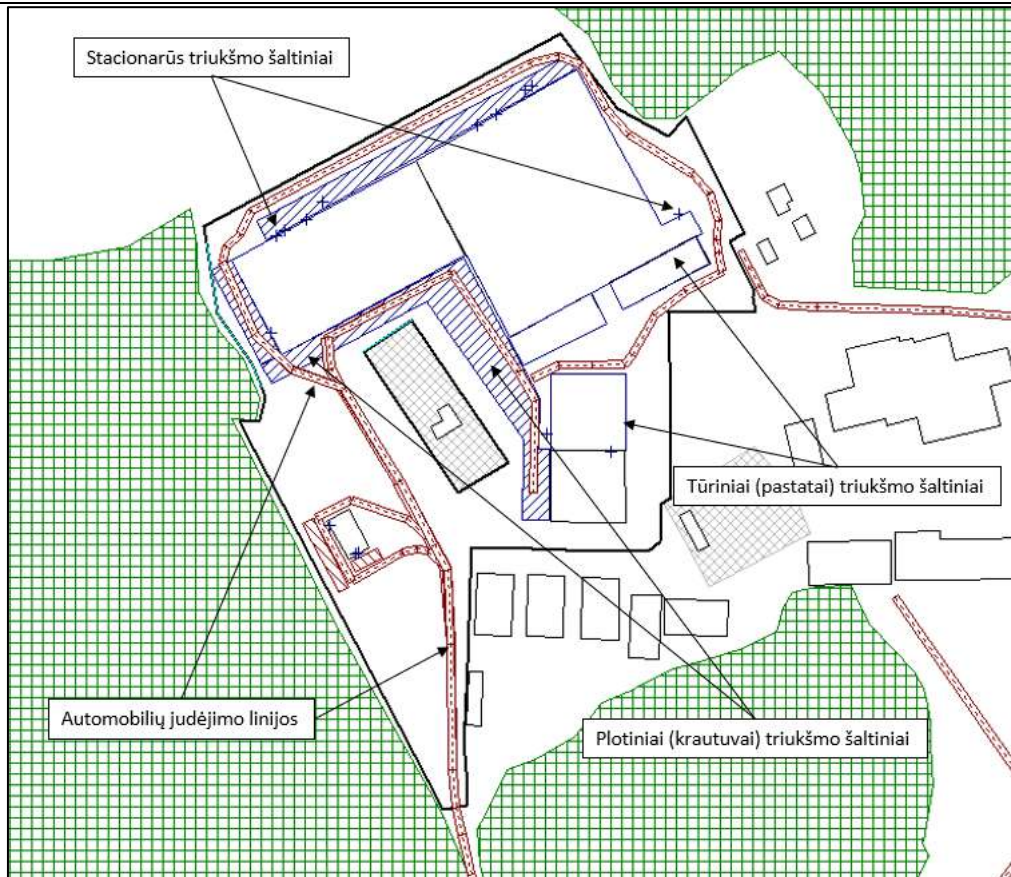 Stacionarūs triukšmo šaltiniai
Tūriniai (pastatai) triukšmo šaltiniai
Automobilių judėjimo linijos
Plotiniai (krautuvai) triukšmo šaltiniai